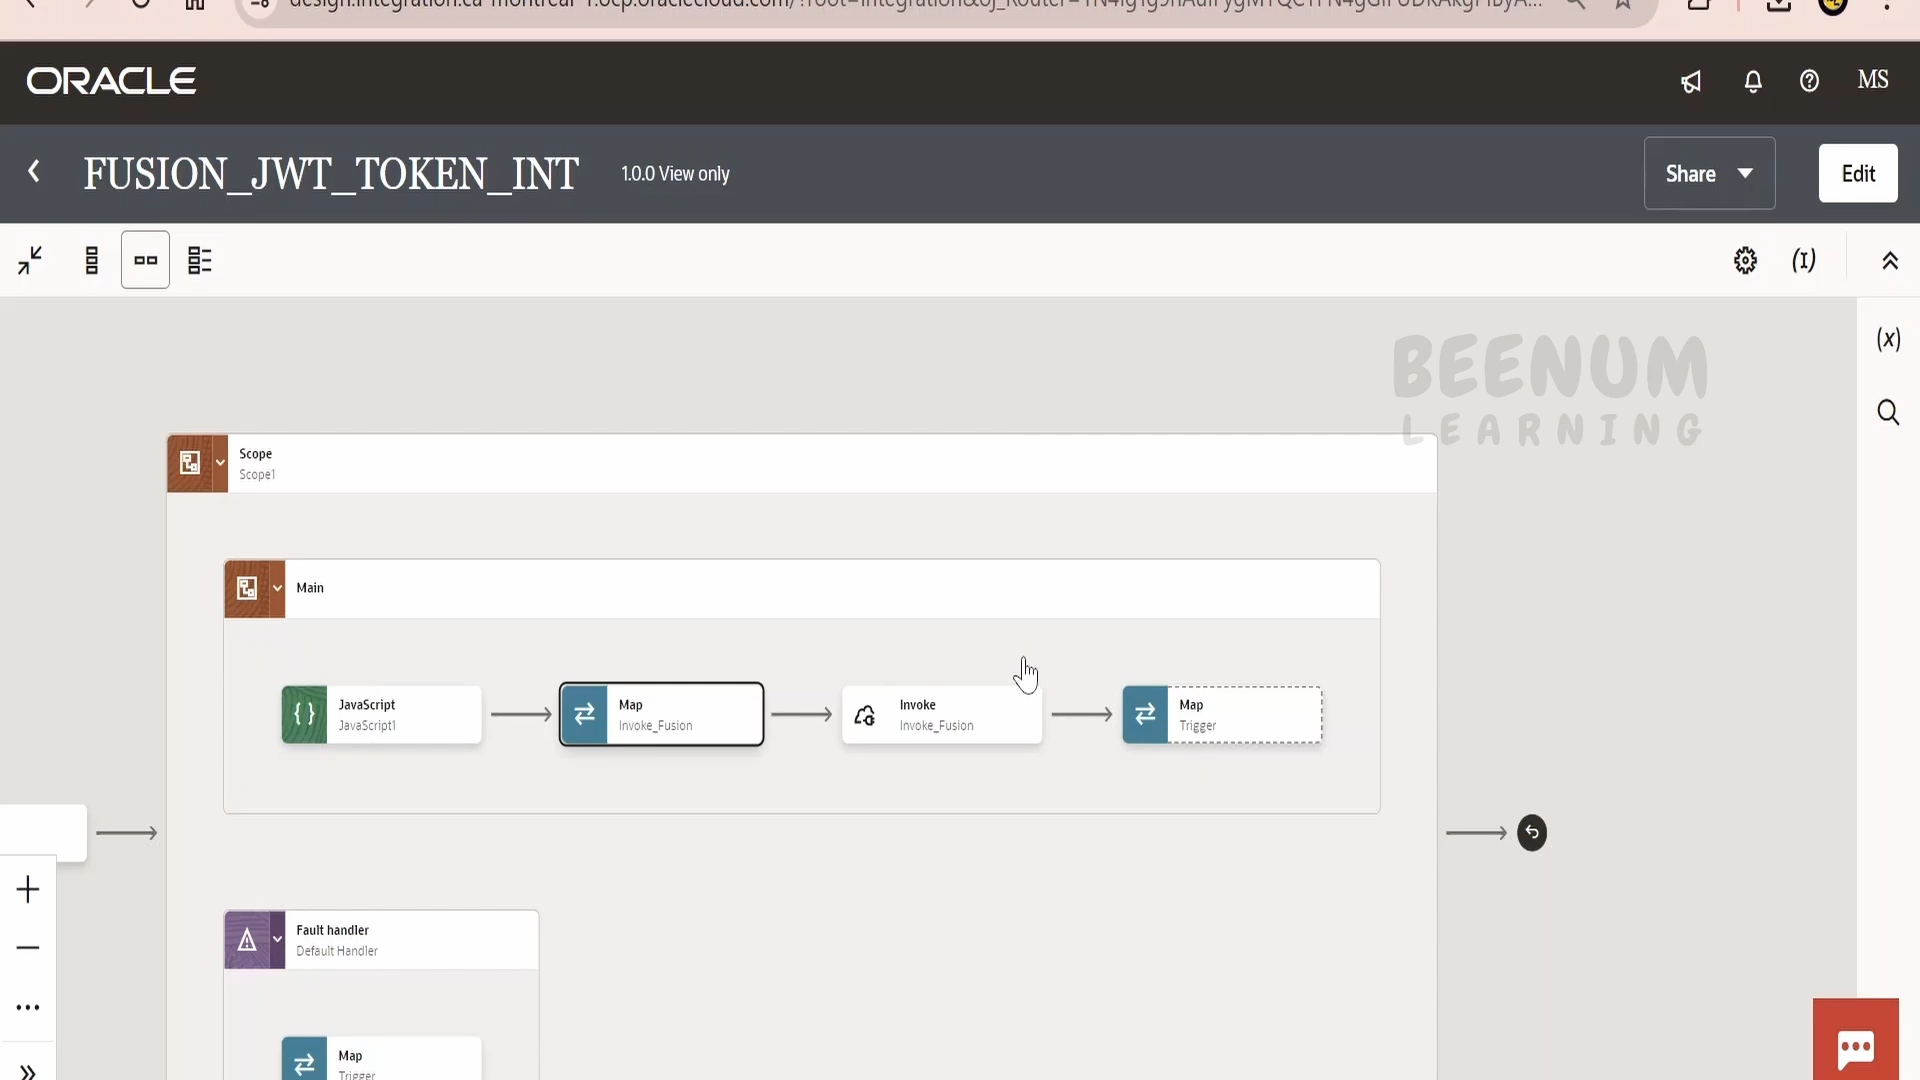 ORACLE
MS
FUSION_JWT_TOKEN_INT
1.0.0 View only
Share
Edit
(x)
BEENUM
LEARNING
Scope
Scope1
Main
JavaScript
JavaScript1
Map
Invoke_Fusion
Invoke
Invoke_Fusion
Map
Trigger
Fault handler
Default Handler
Map
Trigger